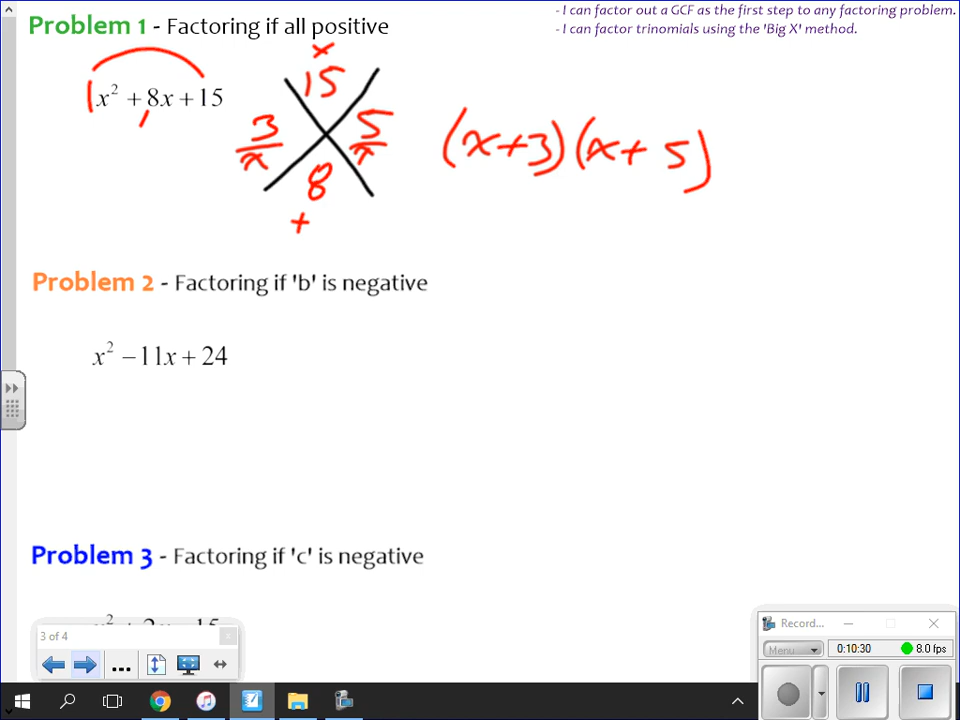 - I can factor out a GCF as the first step to any factoring problem.
- I can factor trinomials using the 'Big X' method.
Problem 1 - Factoring if all positive
1x² + 8x + 15
×
15
3/x 5/x
8
+
(x+3)(x+5)
Problem 2 - Factoring if 'b' is negative
x² − 11x + 24
Problem 3 - Factoring if 'c' is negative
3 of 4
x
...
Record...
Menu
0:10:30
8.0 fps